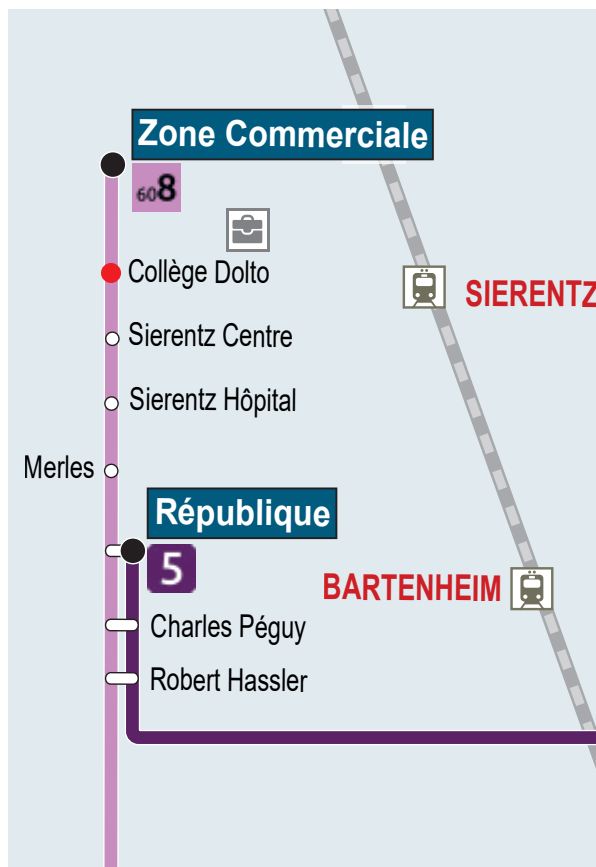 Zone Commerciale
608
Collège Dolto
SIERENTZ
Sierentz Centre
Sierentz Hôpital
Merles
République
5
BARTENHEIM
Charles Péguy
Robert Hassler